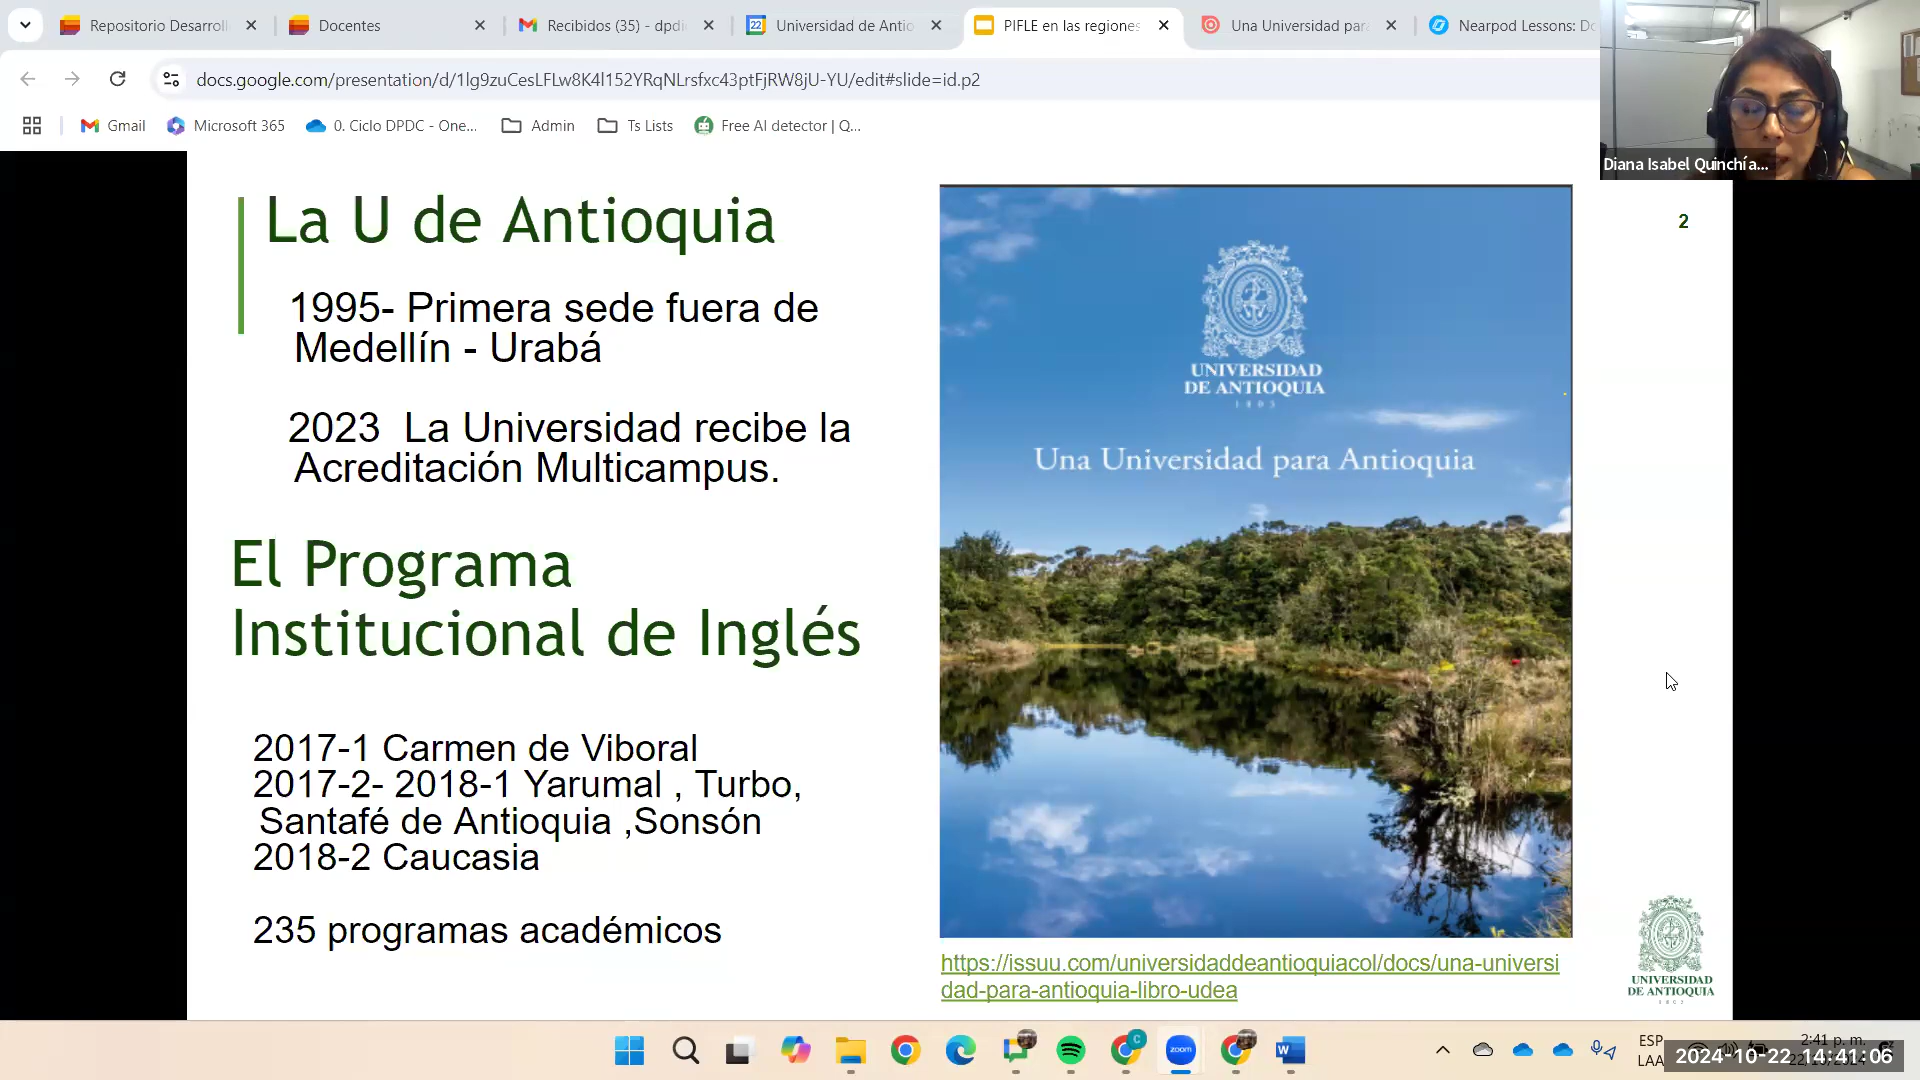 Repositorio Desarroll
Docentes
Recibidos (35) - dpdi
22
Universidad de Antio
PIFLE en las regiones
Una Universidad par
Nearpod Lessons: Do
docs.google.com/presentation/d/1lg9zuCesLFLw8K4l152YRqNLrsfxc43ptFjRW8jU-YU/edit#slide=id.p2
Gmail
Microsoft 365
0. Ciclo DPDC - One...
Admin
Ts Lists
Free AI detector | Q...
Diana Isabel Quinchía...
La U de Antioquia
1995- Primera sede fuera de
Medellín - Urabá
2023  La Universidad recibe la
Acreditación Multicampus.
El Programa
Institucional de Inglés
2017-1 Carmen de Viboral
2017-2- 2018-1 Yarumal , Turbo,
Santafé de Antioquia ,Sonsón
2018-2 Caucasia
235 programas académicos
UNIVERSIDAD
DE ANTIOQUIA
1803
Una Universidad para Antioquia
https://issuu.com/universidaddeantioquiacol/docs/una-universi
dad-para-antioquia-libro-udea
2
UNIVERSIDAD
DE ANTIOQUIA
1803
C
zoom
W
ESP
LAA
2:41 p. m.
2024-10-22 14:41:06